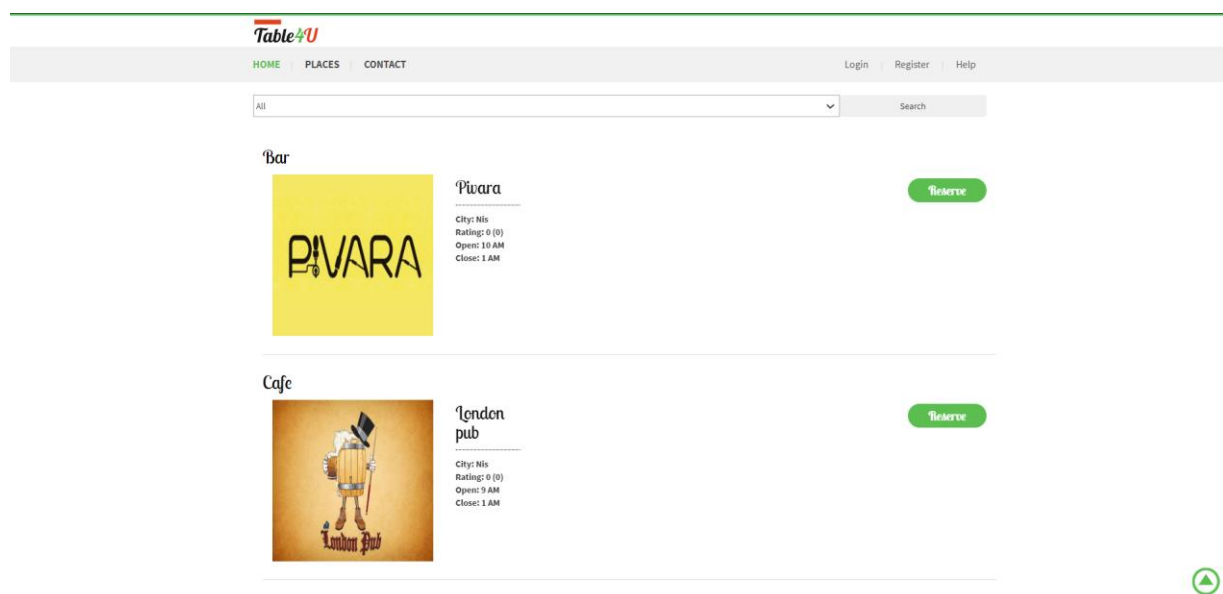 Table4U
HOME PLACES CONTACT Login Register Help
All Search
Bar
PIVARA
Pivara
Reserve
City: Nis
Rating: 0 (0)
Open: 10 AM
Close: 1 AM
Cafe
London Pub
London
pub
Reserve
City: Nis
Rating: 0 (0)
Open: 9 AM
Close: 1 AM